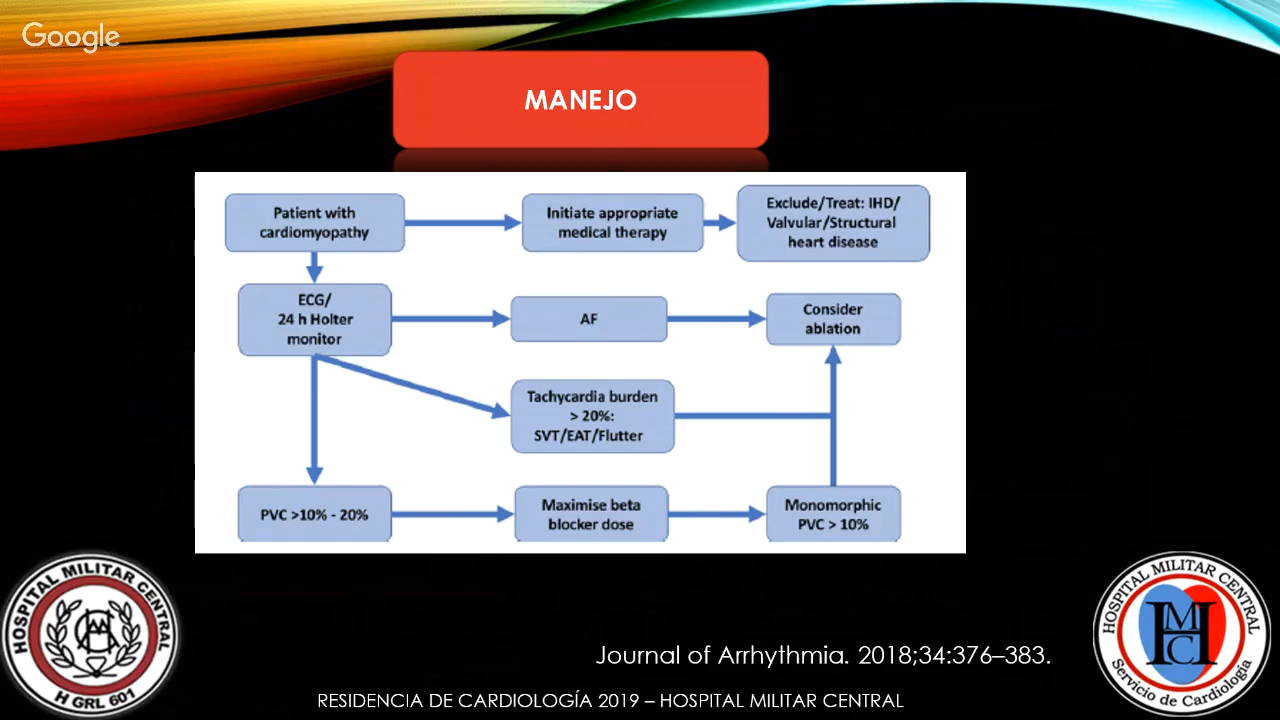 Google
MANEJO
Patient with
cardiomyopathy
Initiate appropriate
medical therapy
Exclude/Treat: IHD/
Valvular/Structural
heart disease
ECG/
24 h Holter
monitor
AF
Consider
ablation
Tachycardia burden
> 20%:
SVT/EAT/Flutter
PVC >10% - 20%
Maximise beta
blocker dose
Monomorphic
PVC > 10%
HOSPITAL MILITAR CENTRAL
HMC
H GRL 601
HOSPITAL MILITAR CENTRAL
HMC
Servicio de Cardiología
Journal of Arrhythmia. 2018;34:376–383.
RESIDENCIA DE CARDIOLOGÍA 2019 – HOSPITAL MILITAR CENTRAL